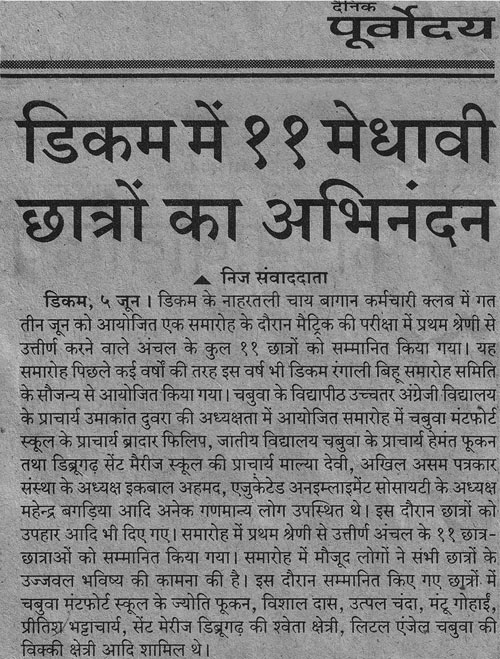 दैनिक
पूर्वोदय
डिकम में ११ मेधावी
छात्रों का अभिनंदन
▲ निज संवाददाता
डिकम, ५ जून । डिकम के नाहरतली चाय बागान कर्मचारी क्लब में गत
तीन जून को आयोजित एक समारोह के दौरान मैट्रिक की परीक्षा में प्रथम श्रेणी से
उत्तीर्ण करने वाले अंचल के कुल ११ छात्रों को सम्मानित किया गया। यह
समारोह पिछले कई वर्षों की तरह इस वर्ष भी डिकम रंगाली बिहू समारोह समिति
के सौजन्य से आयोजित किया गया। चबुवा के विद्यापीठ उच्चतर अंग्रेजी विद्यालय
के प्राचार्य उमाकांत दुवरा की अध्यक्षता में आयोजित समारोह में चबुवा मंटफोर्ट
स्कूल के प्राचार्य ब्रादार फिलिप, जातीय विद्यालय चबुवा के प्राचार्य हेमंत फूकन
तथा डिब्रूगढ़ सेंट मैरीज स्कूल की प्राचार्य माल्या देवी, अखिल असम पत्रकार
संस्था के अध्यक्ष इकबाल अहमद, एजुकेटेड अनइम्लाइमेंट सोसायटी के अध्यक्ष
महेन्द्र बगड़िया आदि अनेक गणमान्य लोग उपस्थित थे। इस दौरान छात्रों को
उपहार आदि भी दिए गए। समारोह में प्रथम श्रेणी से उत्तीर्ण अंचल के ११ छात्र-
छात्राओं को सम्मानित किया गया। समारोह में मौजूद लोगों ने सभी छात्रों के
उज्जवल भविष्य की कामना की है। इस दौरान सम्मानित किए गए छात्रों में
चबुवा मंटफोर्ट स्कूल के ज्योति फूकन, विशाल दास, उत्पल चंदा, मंटू गोहाईं,
प्रीतिश भट्टाचार्य, सेंट मेरीज डिब्रूगढ़ की श्वेता क्षेत्री, लिटल एंजेल चबुवा की
विक्की क्षेत्री आदि शामिल थे।